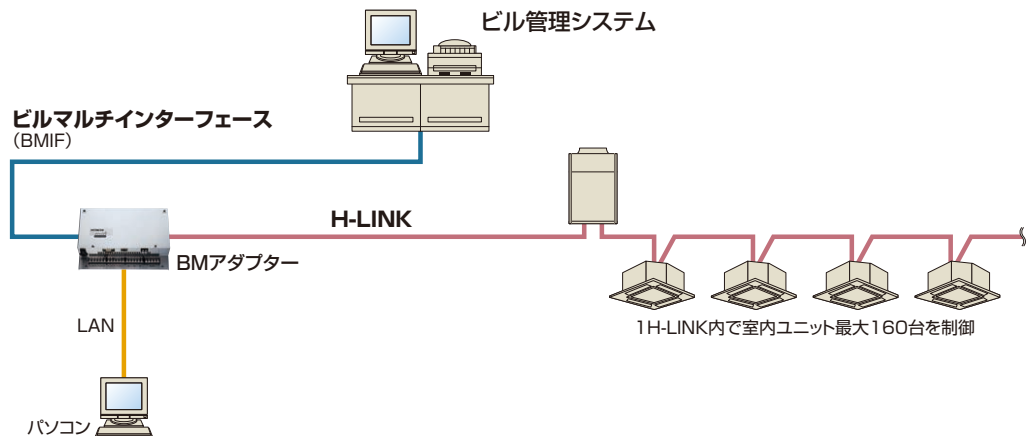 ビル管理システム
ビルマルチインターフェース
（BMIF）
H-LINK
BMアダプター
LAN
1H-LINK内で室内ユニット最大160台を制御
パソコン